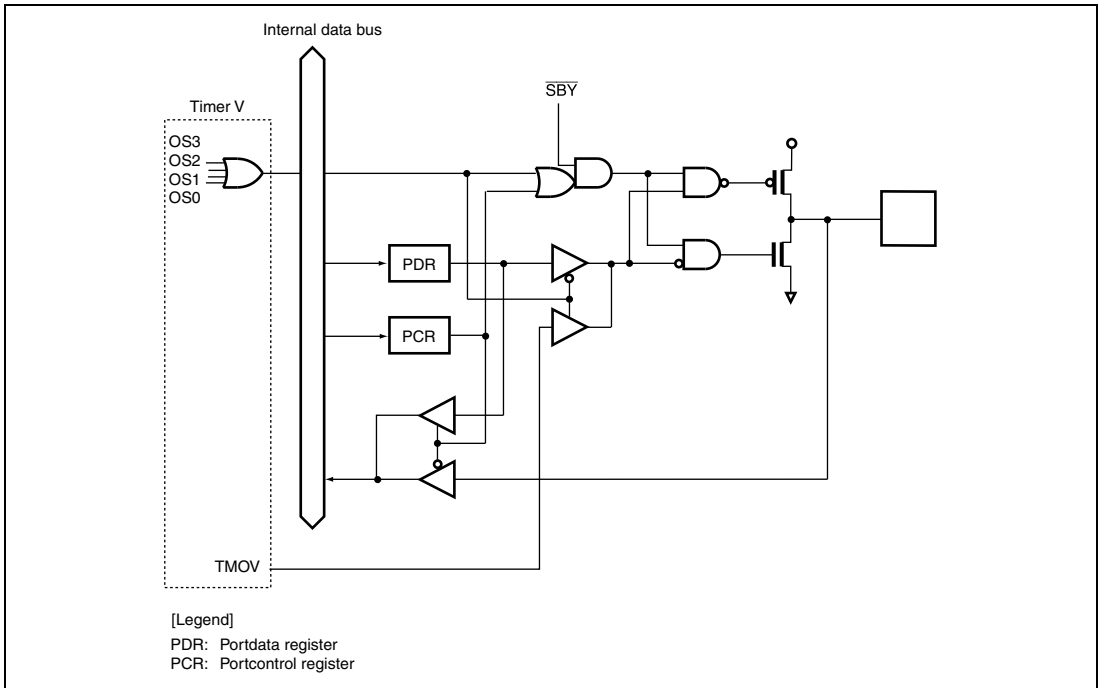 Internal data bus
SBY
Timer V
OS3
OS2
OS1
OS0
PDR
PCR
TMOV
[Legend]
PDR: Portdata register
PCR: Portcontrol register